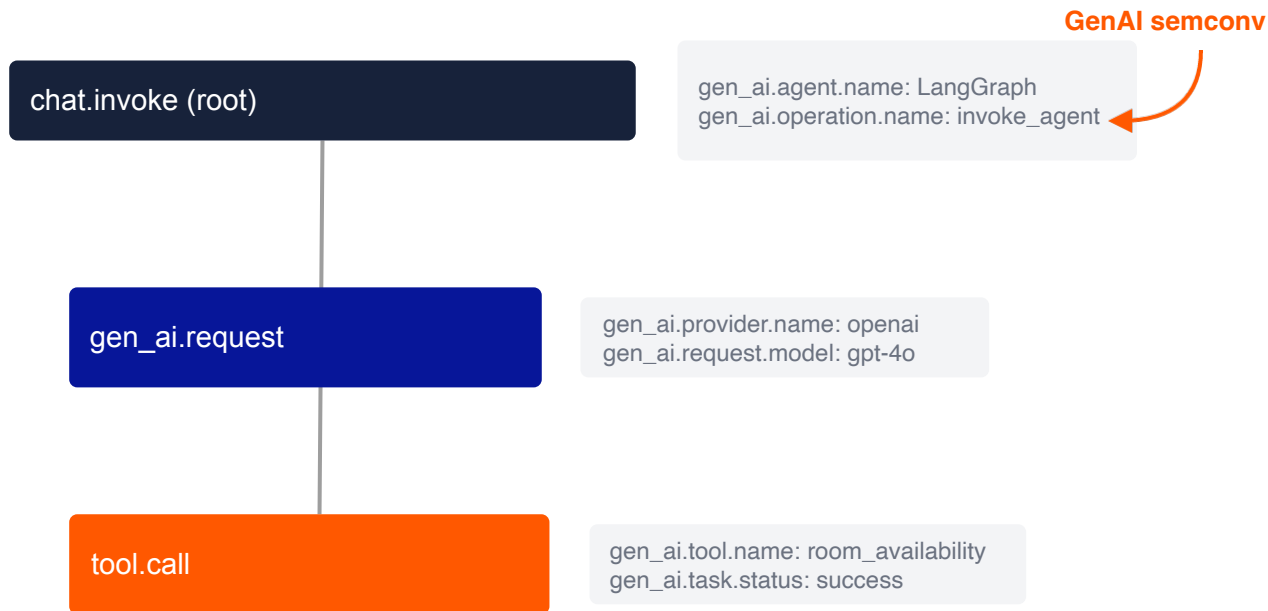 GenAI semconv
chat.invoke (root)
gen_ai.agent.name: LangGraph
gen_ai.operation.name: invoke_agent
gen_ai.request
gen_ai.provider.name: openai
gen_ai.request.model: gpt-4o
tool.call
gen_ai.tool.name: room_availability
gen_ai.task.status: success